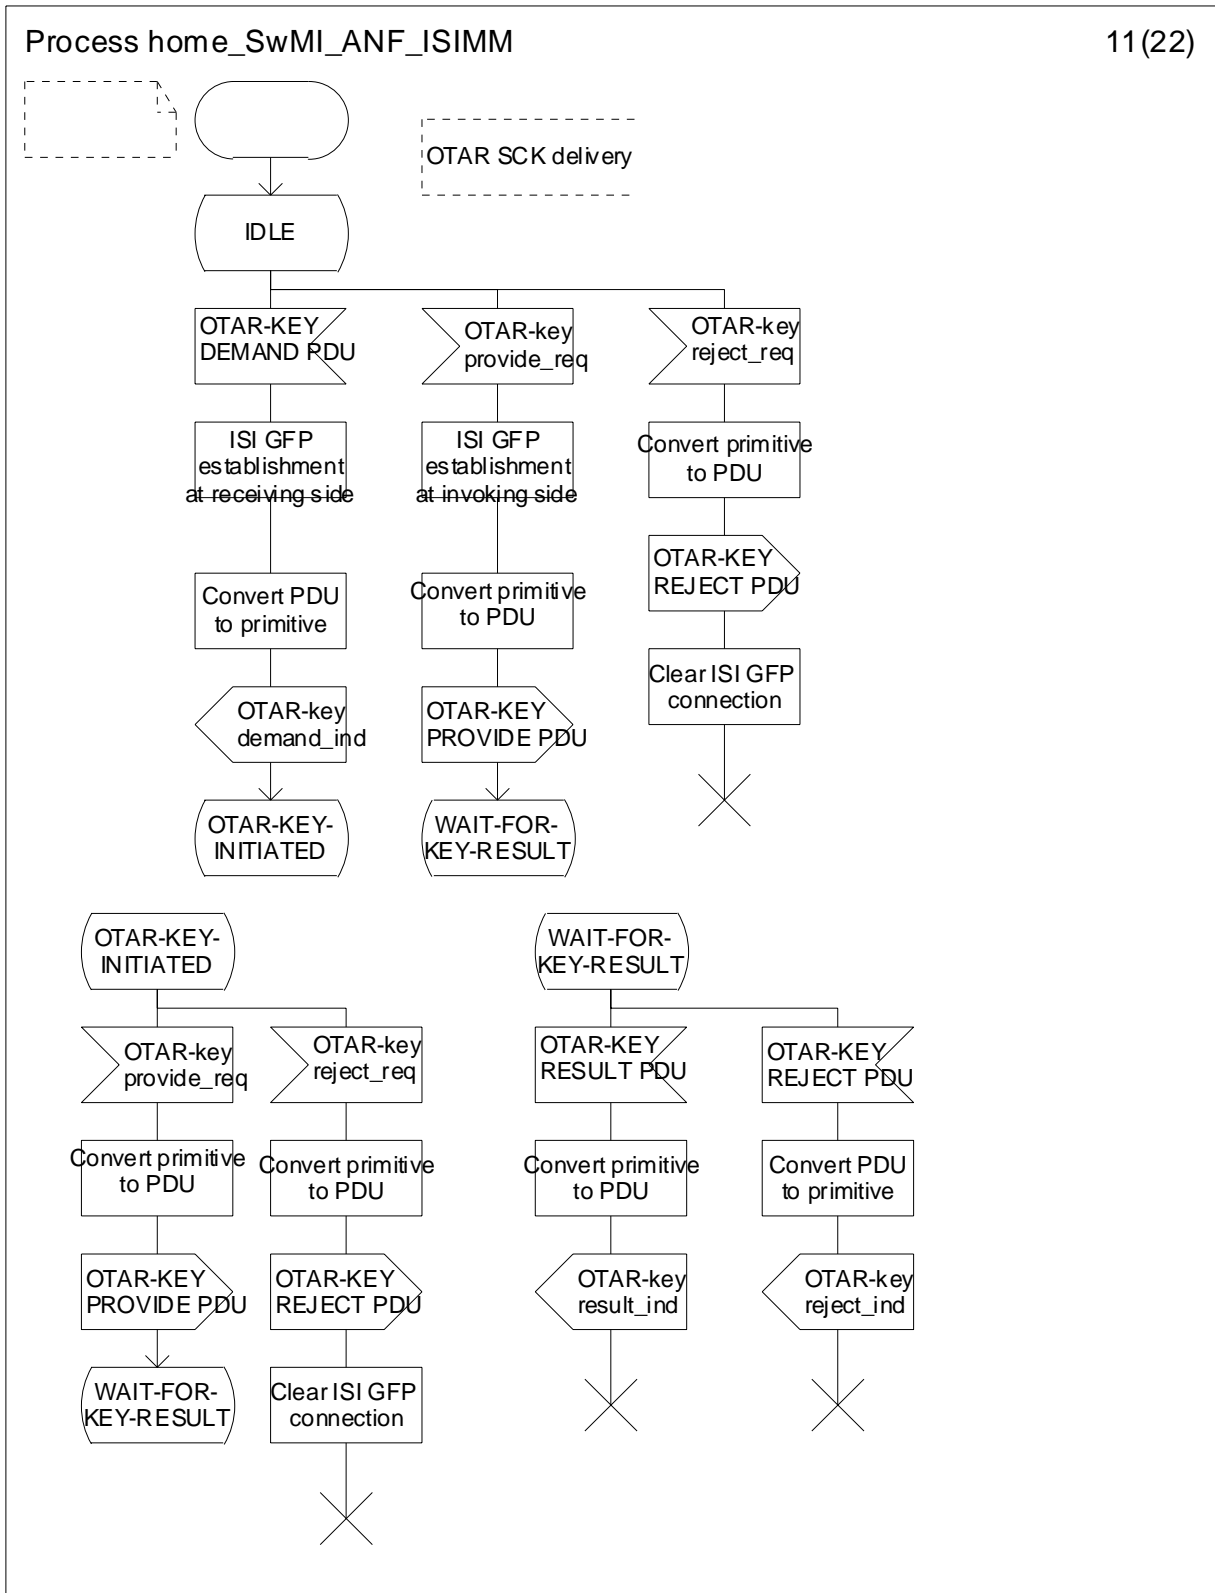 Process home_SwMI_ANF_ISIMM
11(22)
OTAR SCK delivery
IDLE
OTAR-KEY
DEMAND PDU
OTAR-key
provide_req
OTAR-key
reject_req
ISI GFP
establishment
at receiving side
ISI GFP
establishment
at invoking side
Convert primitive
to PDU
OTAR-KEY
REJECT PDU
Convert PDU
to primitive
Convert primitive
to PDU
Clear ISI GFP
connection
OTAR-key
demand_ind
OTAR-KEY
PROVIDE PDU
OTAR-KEY-
INITIATED
WAIT-FOR-
KEY-RESULT
OTAR-KEY-
INITIATED
WAIT-FOR-
KEY-RESULT
OTAR-key
provide_req
OTAR-key
reject_req
OTAR-KEY
RESULT PDU
OTAR-KEY
REJECT PDU
Convert primitive
to PDU
Convert primitive
to PDU
Convert primitive
to PDU
Convert PDU
to primitive
OTAR-KEY
PROVIDE PDU
OTAR-KEY
REJECT PDU
OTAR-key
result_ind
OTAR-key
reject_ind
WAIT-FOR-
KEY-RESULT
Clear ISI GFP
connection